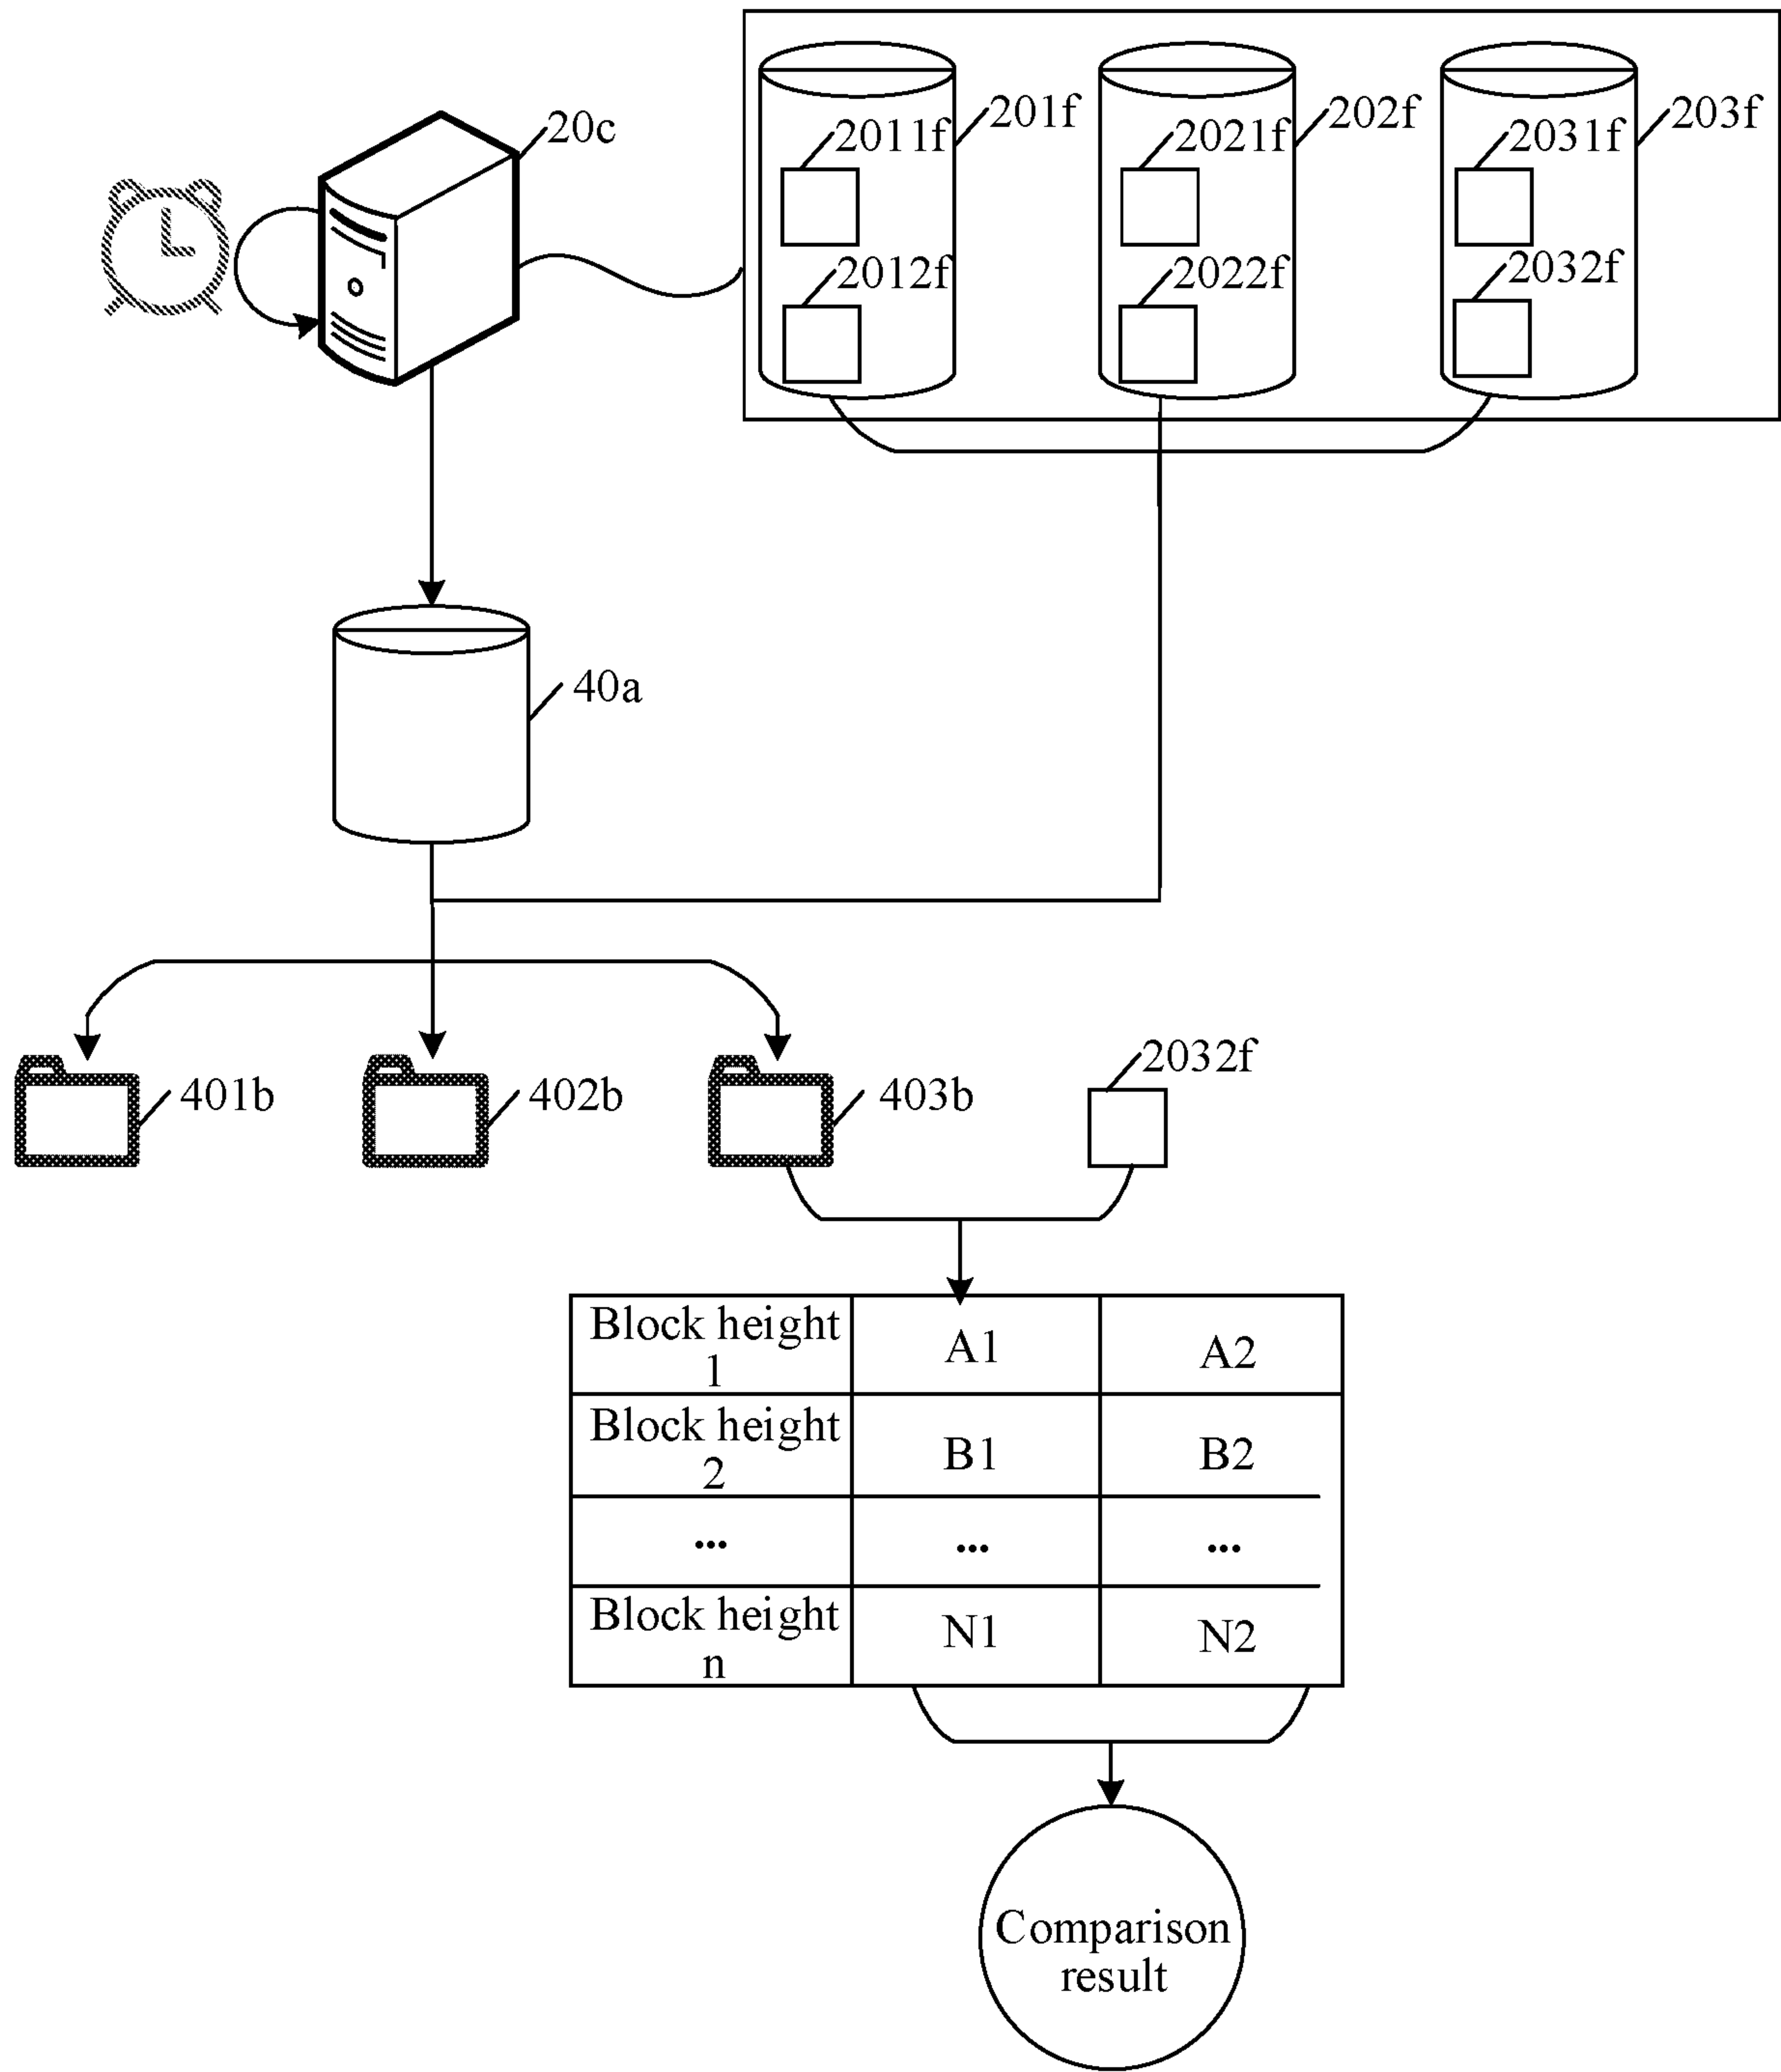 20c
201f
202f
203f
2011f
2021f
2031f
2012f
2022f
2032f
40a
401b
402b
403b
2032f
Block height
1
A1
A2
Block height
2
B1
B2
...
...
...
Block height
n
N1
N2
Comparison
result